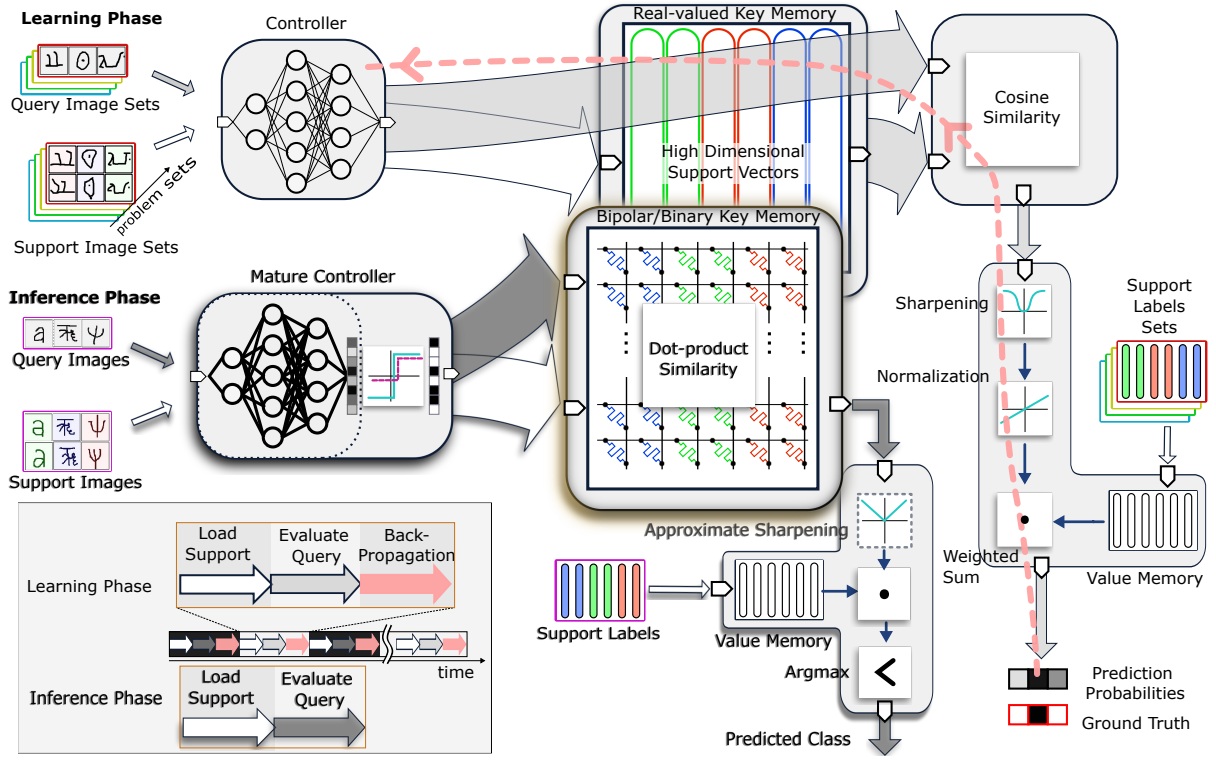 Learning Phase
Controller
Real-valued Key Memory
Query Image Sets
problem sets
Support Image Sets
High Dimensional
Support Vectors
Cosine
Similarity
Bipolar/Binary Key Memory
Mature Controller
Inference Phase
a
Query Images
a
a
Support Images
Dot-product
Similarity
Sharpening
Support
Labels
Sets
Normalization
Approximate Sharpening
Weighted
Sum
Value Memory
Support Labels
Value Memory
Argmax
<
Predicted Class
Prediction
Probabilities
Ground Truth
Load
Support
Evaluate
Query
Back-
Propagation
Learning Phase
time
Inference Phase
Load
Support
Evaluate
Query